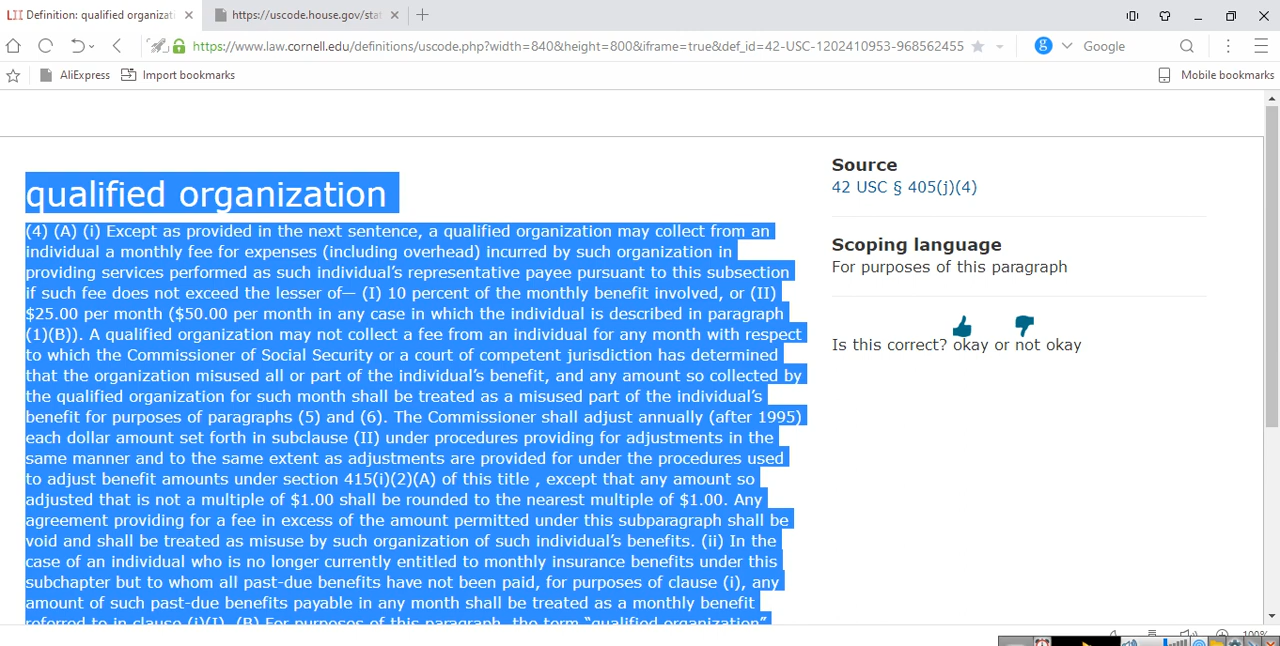 LII Definition: qualified organizati
https://uscode.house.gov/stat
https://www.law.cornell.edu/definitions/uscode.php?width=840&height=800&iframe=true&def_id=42-USC-1202410953-968562455
g Google
AliExpress Import bookmarks Mobile bookmarks
qualified organization
(4) (A) (i) Except as provided in the next sentence, a qualified organization may collect from an
individual a monthly fee for expenses (including overhead) incurred by such organization in
providing services performed as such individual's representative payee pursuant to this subsection
if such fee does not exceed the lesser of— (I) 10 percent of the monthly benefit involved, or (II)
$25.00 per month ($50.00 per month in any case in which the individual is described in paragraph
(1)(B)). A qualified organization may not collect a fee from an individual for any month with respect
to which the Commissioner of Social Security or a court of competent jurisdiction has determined
that the organization misused all or part of the individual's benefit, and any amount so collected by
the qualified organization for such month shall be treated as a misused part of the individual's
benefit for purposes of paragraphs (5) and (6). The Commissioner shall adjust annually (after 1995)
each dollar amount set forth in subclause (II) under procedures providing for adjustments in the
same manner and to the same extent as adjustments are provided for under the procedures used
to adjust benefit amounts under section 415(i)(2)(A) of this title , except that any amount so
adjusted that is not a multiple of $1.00 shall be rounded to the nearest multiple of $1.00. Any
agreement providing for a fee in excess of the amount permitted under this subparagraph shall be
void and shall be treated as misuse by such organization of such individual's benefits. (ii) In the
case of an individual who is no longer currently entitled to monthly insurance benefits under this
subchapter but to whom all past-due benefits have not been paid, for purposes of clause (i), any
amount of such past-due benefits payable in any month shall be treated as a monthly benefit
referred to in clause (i)(I). (B) For purposes of this paragraph, the term "qualified organization"
Source
42 USC § 405(j)(4)
Scoping language
For purposes of this paragraph
Is this correct? okay or not okay
100%